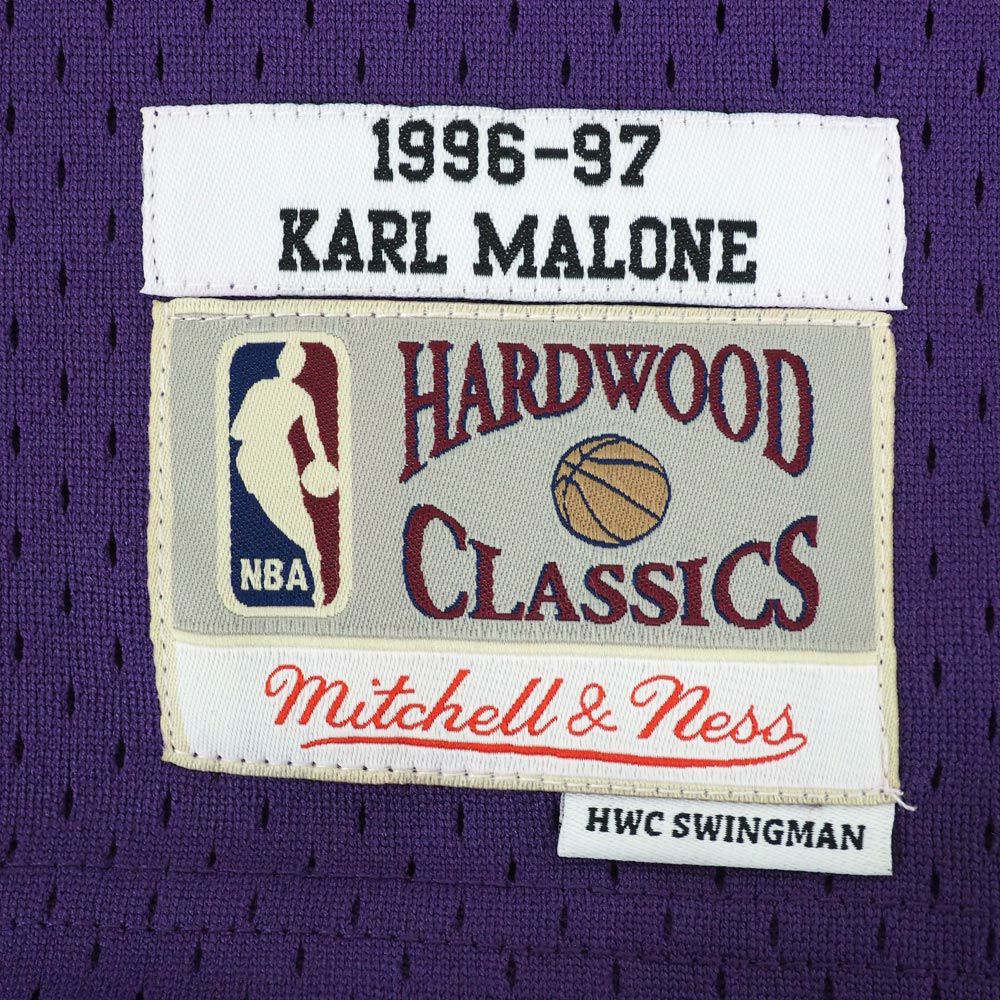 1996-97
KARL MALONE
HARDWOOD
CLASSICS
NBA
Mitchell & Ness
HWC SWINGMAN